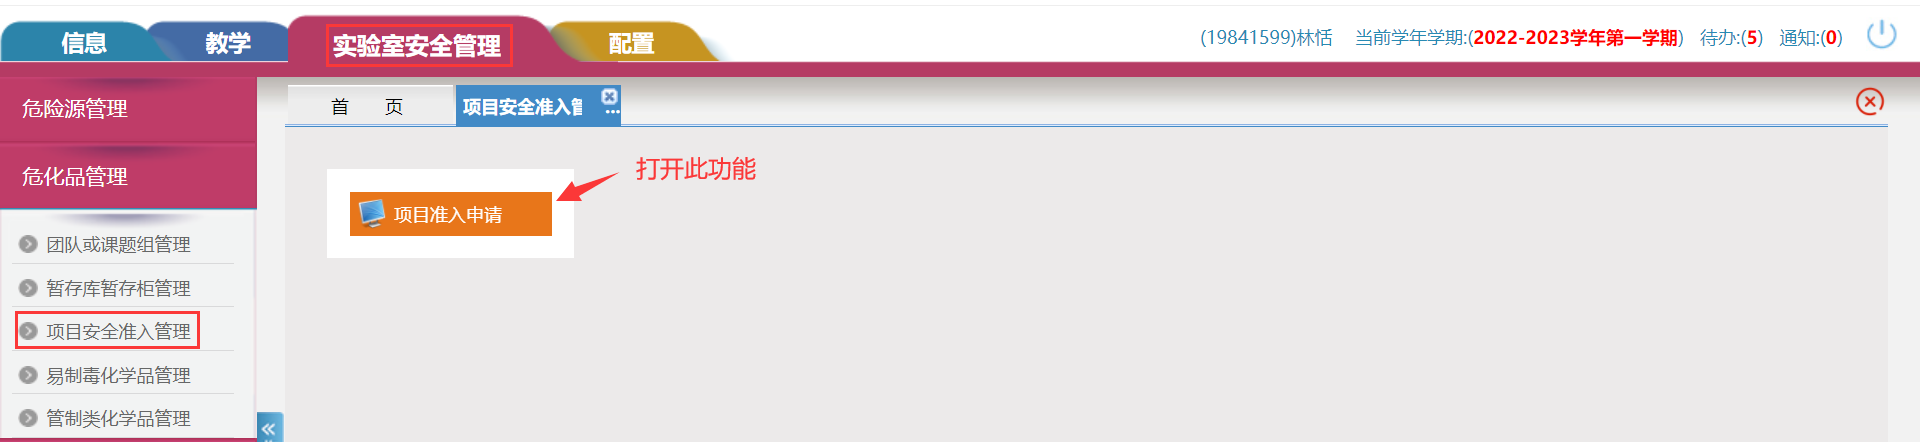 信息 教学 实验室安全管理 配置 (19841599)林恬 当前学年学期:(2022-2023学年第一学期) 待办:(5) 通知:(0)
危险源管理
首 页 项目安全准入管
打开此功能
危化品管理
项目准入申请
团队或课题组管理
暂存库暂存柜管理
项目安全准入管理
易制毒化学品管理
管制类化学品管理